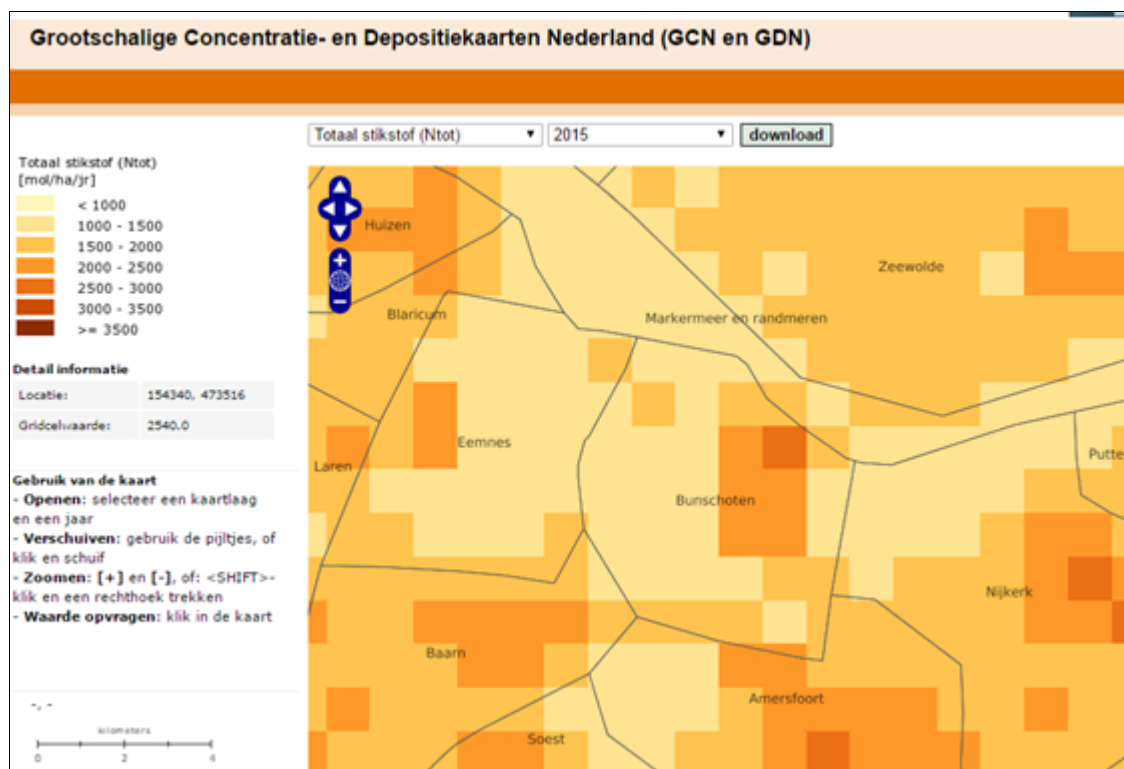 Grootschalige Concentratie- en Depositiekaarten Nederland (GCN en GDN)
Totaal stikstof (Ntot)
2015
download
Totaal stikstof (Ntot)
[mol/ha/jr]
< 1000
1000 - 1500
1500 - 2000
2000 - 2500
2500 - 3000
3000 - 3500
>= 3500
Detail informatie
Locatie: 154340, 473516
Gridcelwaarde: 2540.0
Gebruik van de kaart
- Openen: selecteer een kaartlaag
en een jaar
- Verschuiven: gebruik de pijltjes, of
klik en schuif
- Zoomen: [+] en [-], of: <SHIFT>-
klik en een rechthoek trekken
- Waarde opvragen: klik in de kaart
-, -
kilometers
0 2 4
Huizen
Zeewolde
Blaricum
Markermeer en randmeren
Eemnes
Putte
Laren
Bunschoten
Nijkerk
Baarn
Amersfoort
Soest